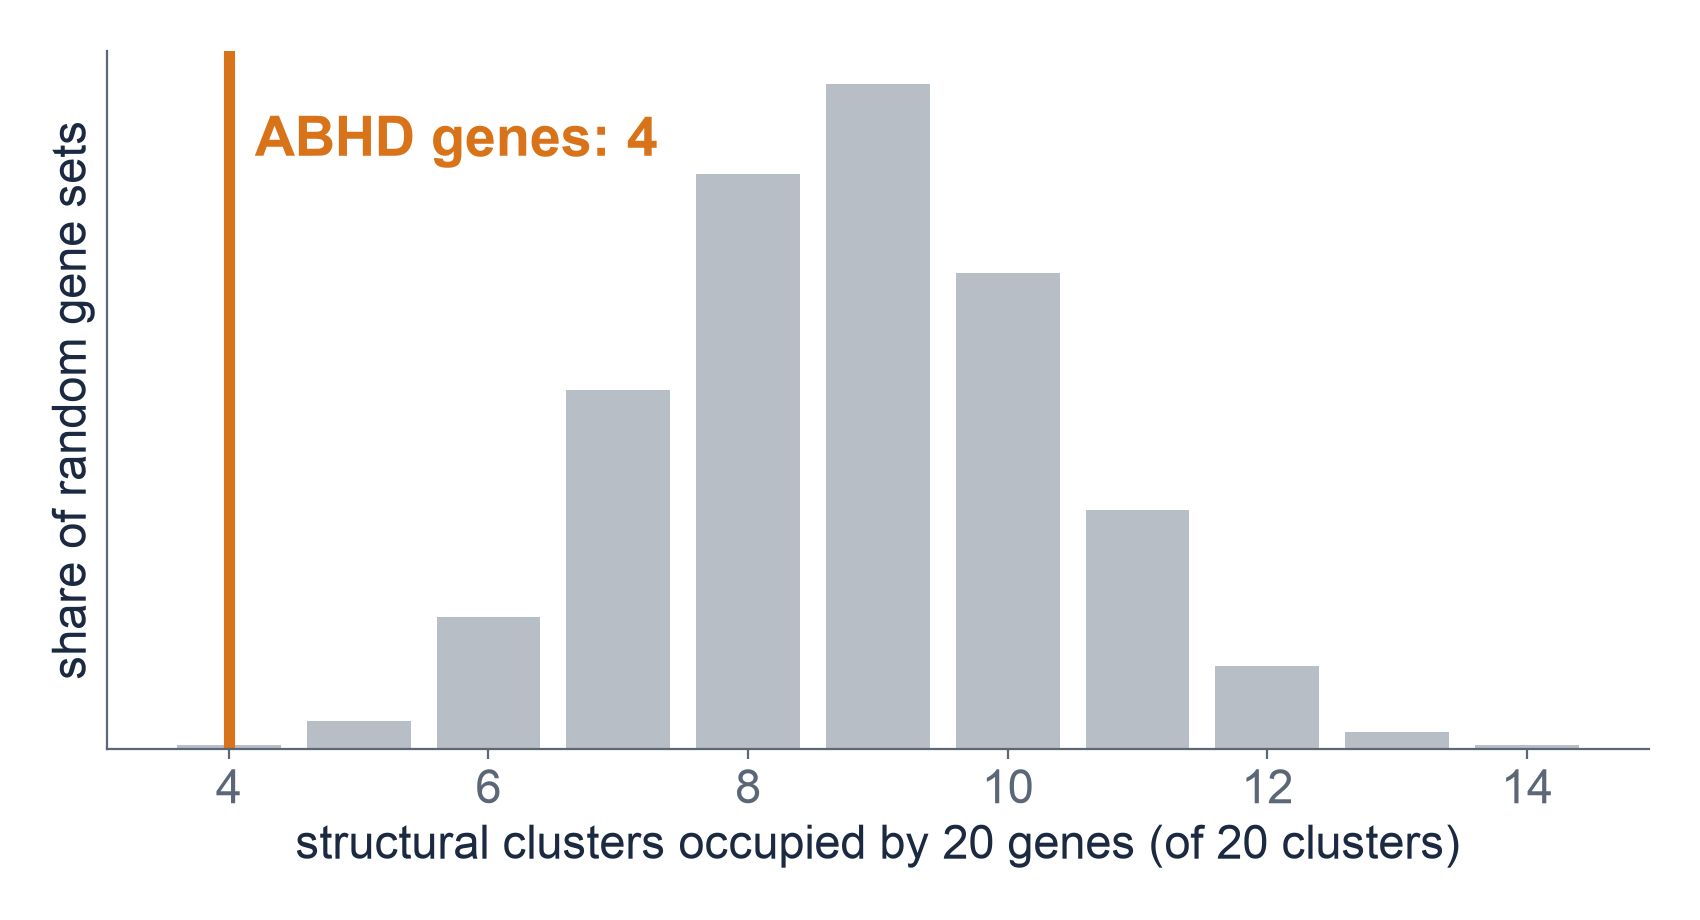 ABHD genes: 4
share of random gene sets
4 6 8 10 12 14
structural clusters occupied by 20 genes (of 20 clusters)